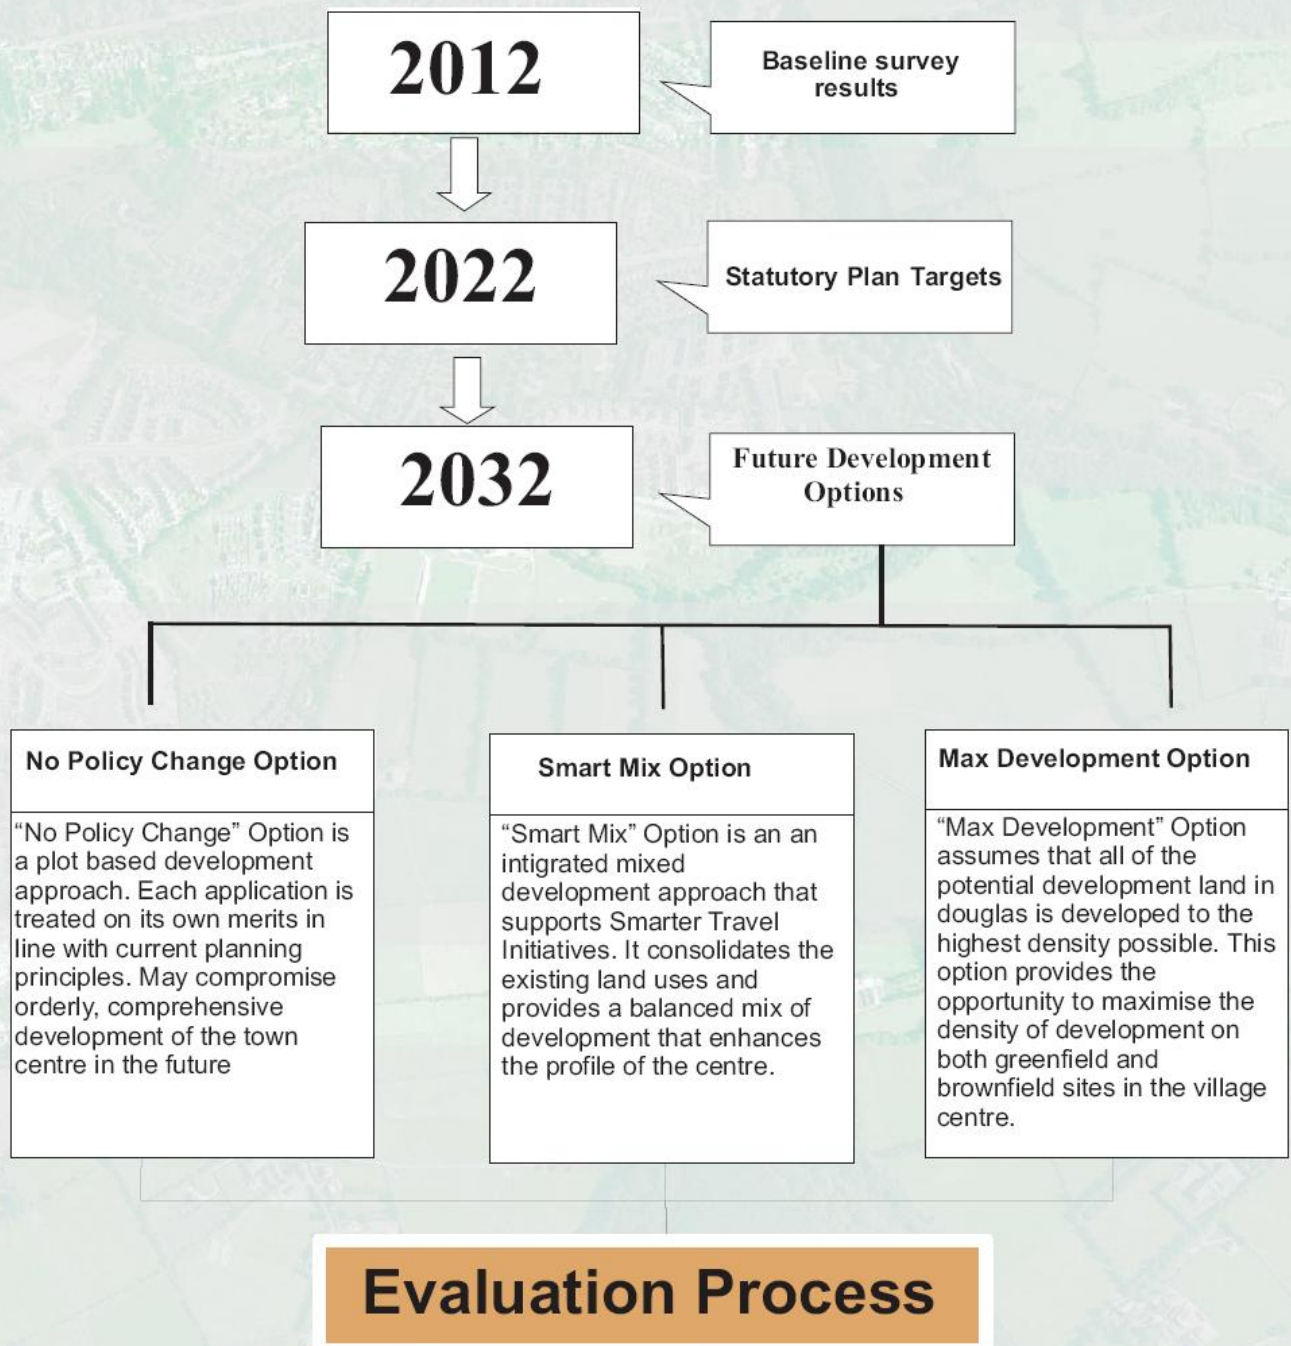 2012
Baseline survey
results
2022
Statutory Plan Targets
2032
Future Development
Options
No Policy Change Option
“No Policy Change” Option is
a plot based development
approach. Each application is
treated on its own merits in
line with current planning
principles. May compromise
orderly, comprehensive
development of the town
centre in the future
Smart Mix Option
“Smart Mix” Option is an an
intigrated mixed
development approach that
supports Smarter Travel
Initiatives. It consolidates the
existing land uses and
provides a balanced mix of
development that enhances
the profile of the centre.
Max Development Option
“Max Development” Option
assumes that all of the
potential development land in
douglas is developed to the
highest density possible. This
option provides the
opportunity to maximise the
density of development on
both greenfield and
brownfield sites in the village
centre.
Evaluation Process